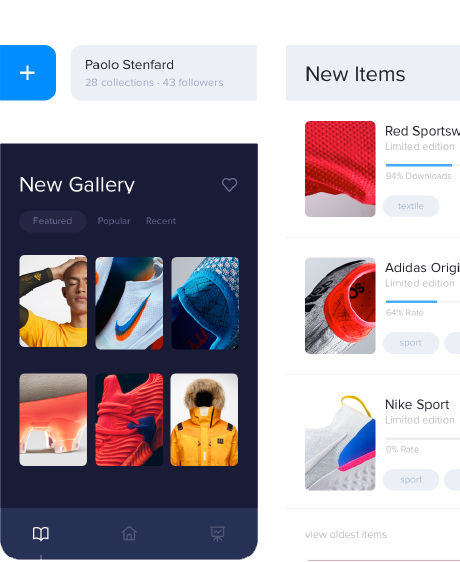 Paolo Stenfard
28 collections - 43 followers
New Gallery
Featured
Popular
Recent
New Items
Red Sportsw
Limited edition
94% Downloads
textile
Adidas Origi
Limited edition
64% Rate
sport
Nike Sport
Limited edition
0% Rate
sport
view oldest items